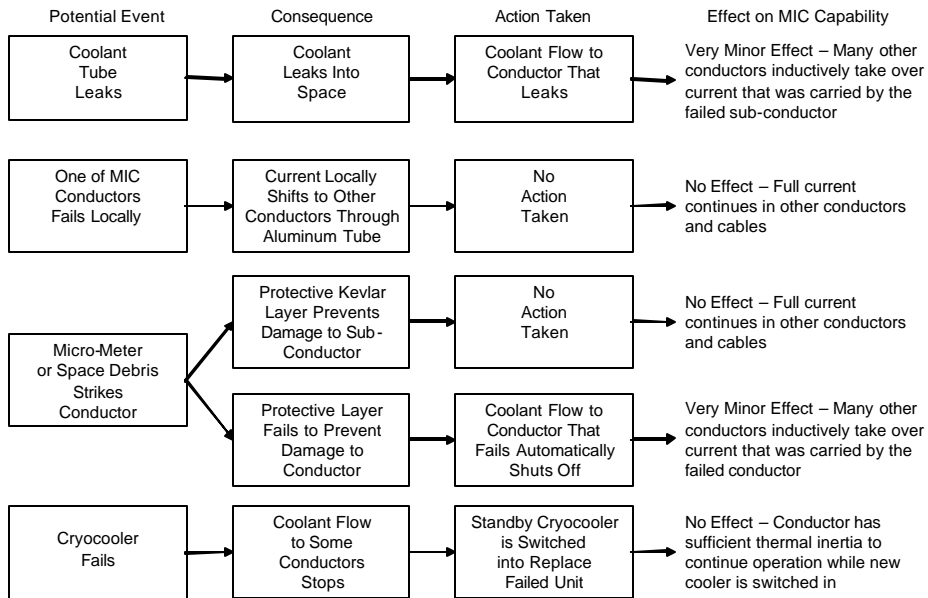 Potential Event
Consequence
Action Taken
Effect on MIC Capability
Coolant
Tube
Leaks
Coolant
Leaks Into
Space
Coolant Flow to
Conductor That
Leaks
Very Minor Effect – Many other
conductors inductively take over
current that was carried by the
failed sub-conductor
One of MIC
Conductors
Fails Locally
Current Locally
Shifts to Other
Conductors Through
Aluminum Tube
No
Action
Taken
No Effect – Full current
continues in other conductors
and cables
Micro-Meter
or Space Debris
Strikes
Conductor
Protective Kevlar
Layer Prevents
Damage to Sub-
Conductor
No
Action
Taken
No Effect – Full current
continues in other conductors
and cables
Protective Layer
Fails to Prevent
Damage to
Conductor
Coolant Flow to
Conductor That
Fails Automatically
Shuts Off
Very Minor Effect – Many other
conductors inductively take over
current that was carried by the
failed conductor
Cryocooler
Fails
Coolant Flow
to Some
Conductors
Stops
Standby Cryocooler
is Switched
into Replace
Failed Unit
No Effect – Conductor has
sufficient thermal inertia to
continue operation while new
cooler is switched in